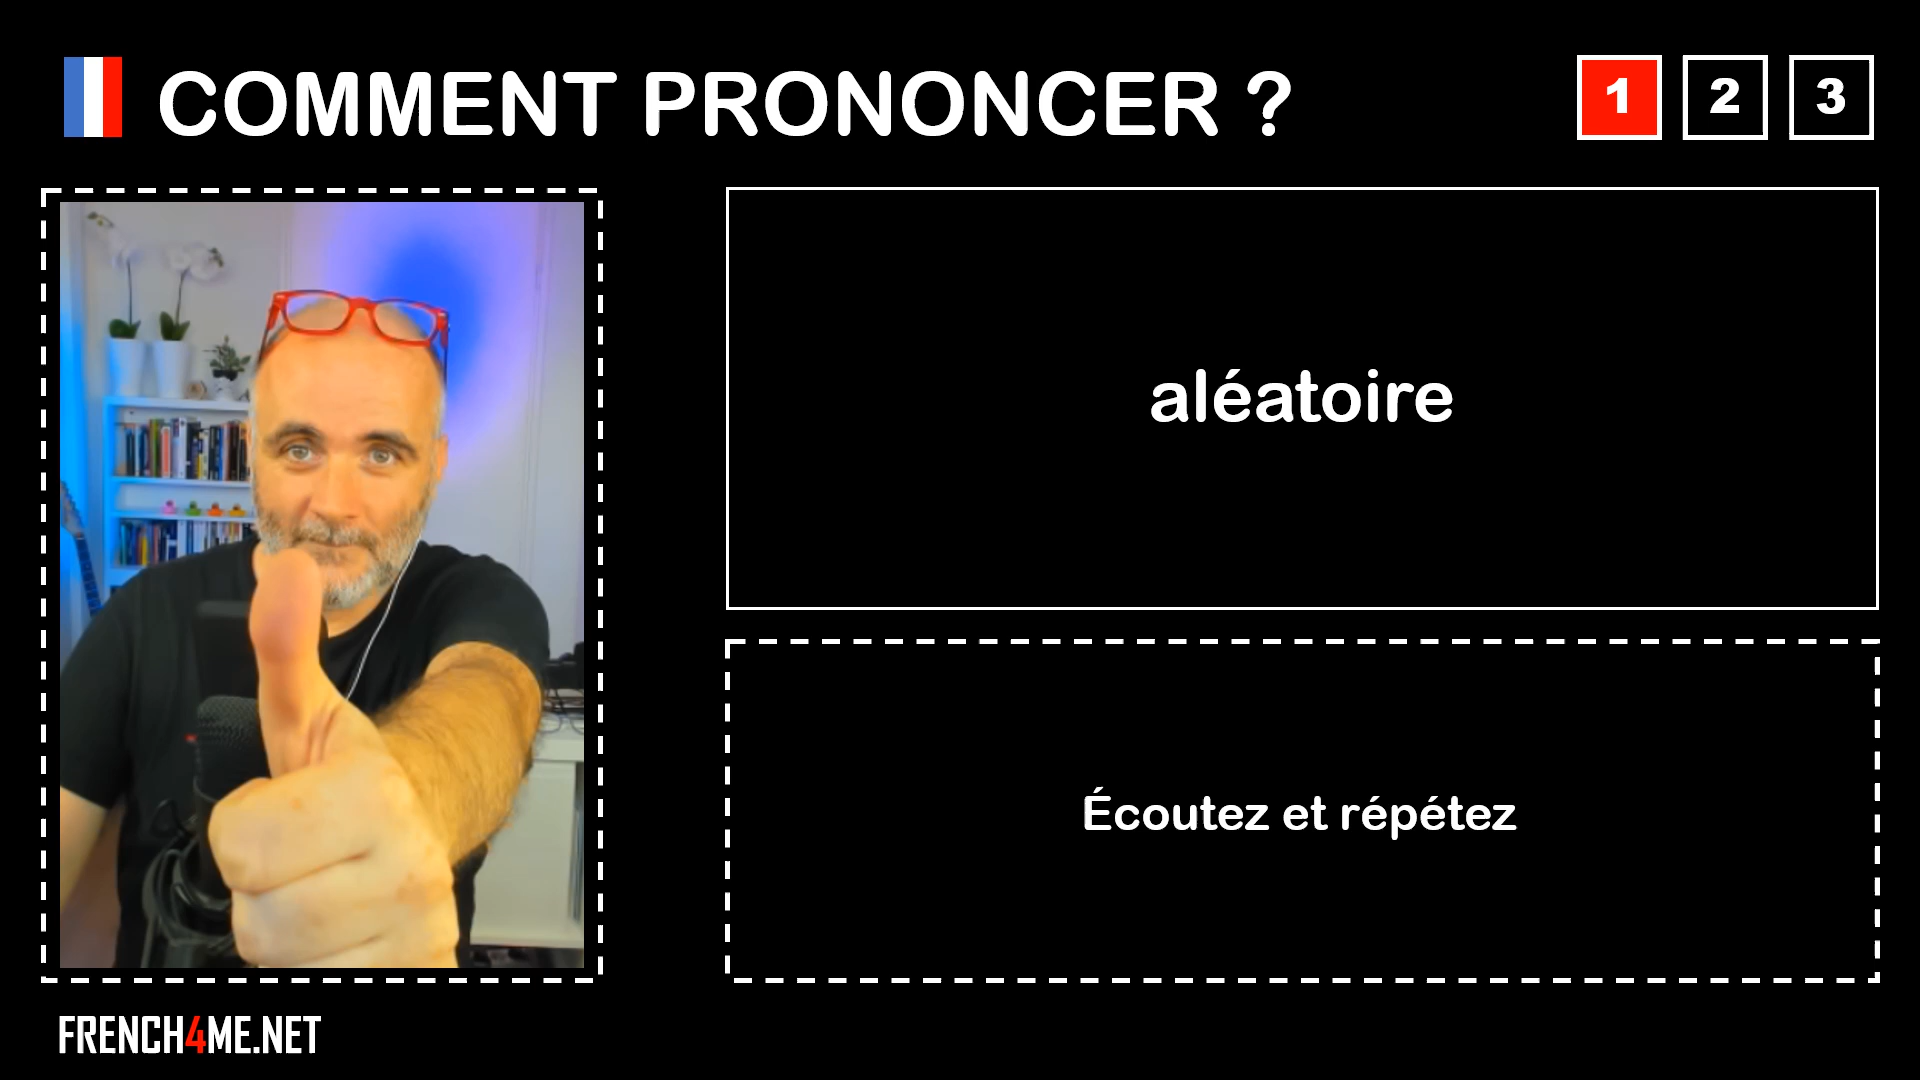 COMMENT PRONONCER ?
1 2 3
aléatoire
Écoutez et répétez
FRENCH4ME.NET